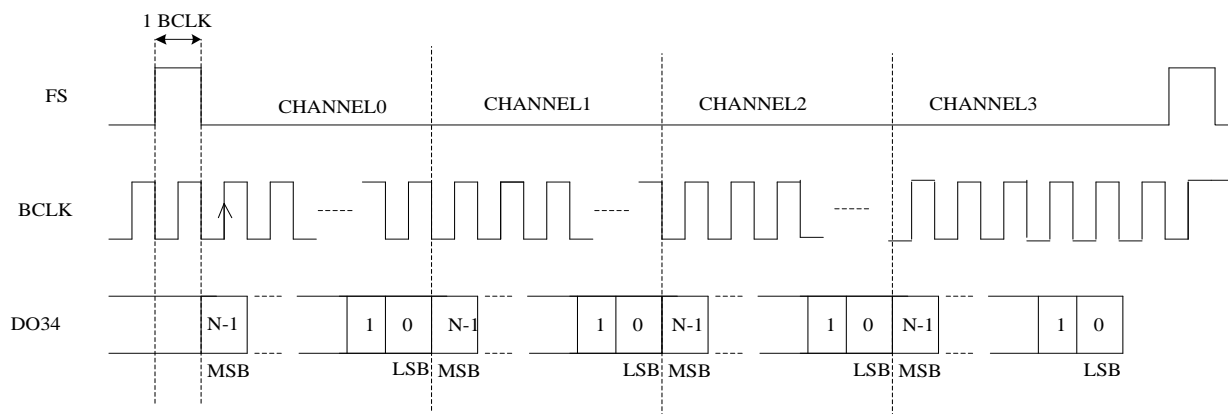 1 BCLK
FS
CHANNEL0 CHANNEL1 CHANNEL2 CHANNEL3
BCLK
DO34
N-1 1 0 N-1 1 0 N-1 1 0 N-1 1 0
MSB LSB MSB LSB MSB LSB MSB LSB